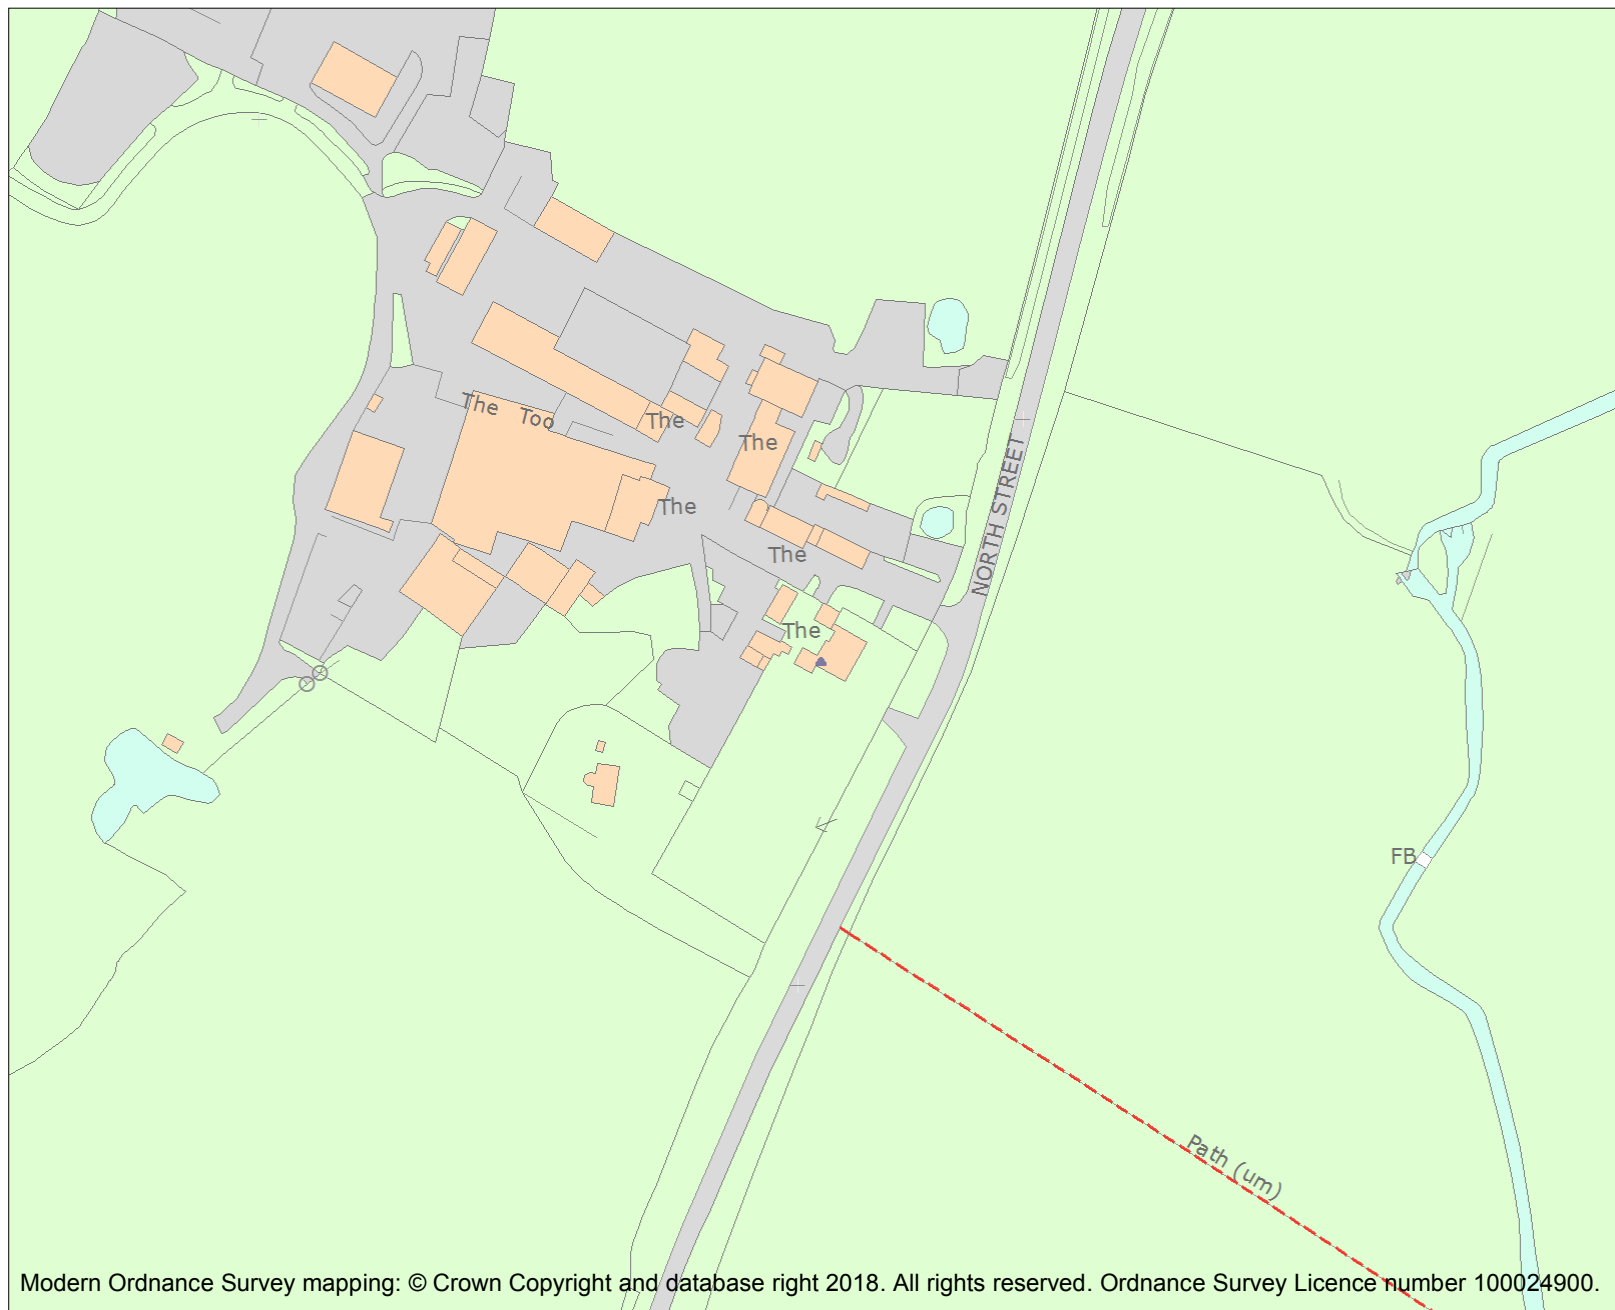 The Too
The
The
The
NORTH STREET
The
The
FB
Path (um)
Modern Ordnance Survey mapping: © Crown Copyright and database right 2018. All rights reserved. Ordnance Survey Licence number 100024900.